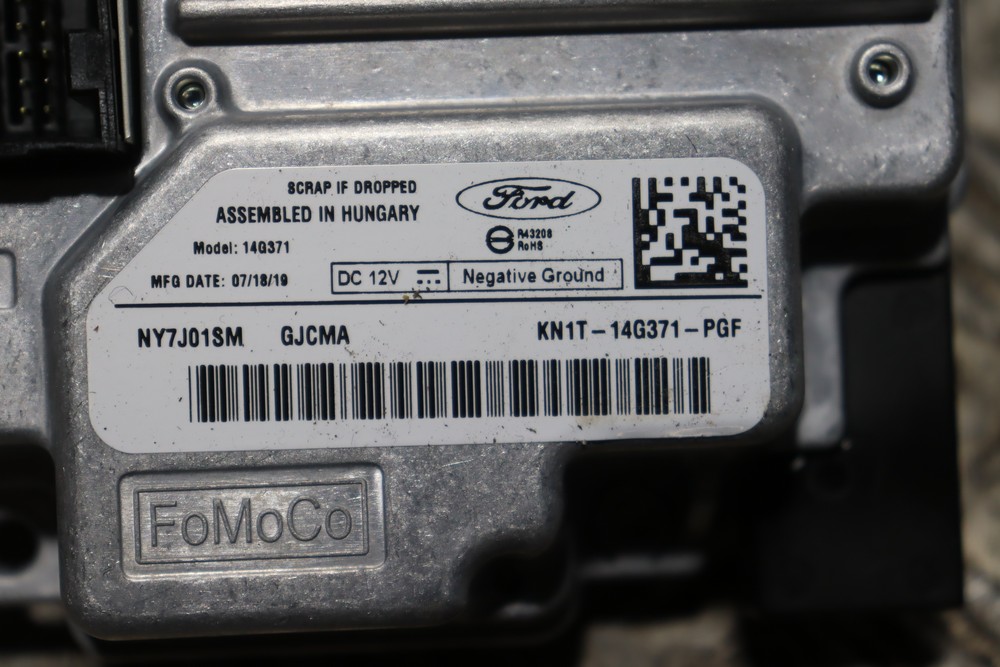 SCRAP IF DROPPED
ASSEMBLED IN HUNGARY
Ford
Model: 14G371
R43208
RoHS
MFG DATE: 07/18/19
DC 12V
Negative Ground
NY7J01SM GJCMA KN1T-14G371-PGF
FoMoCo